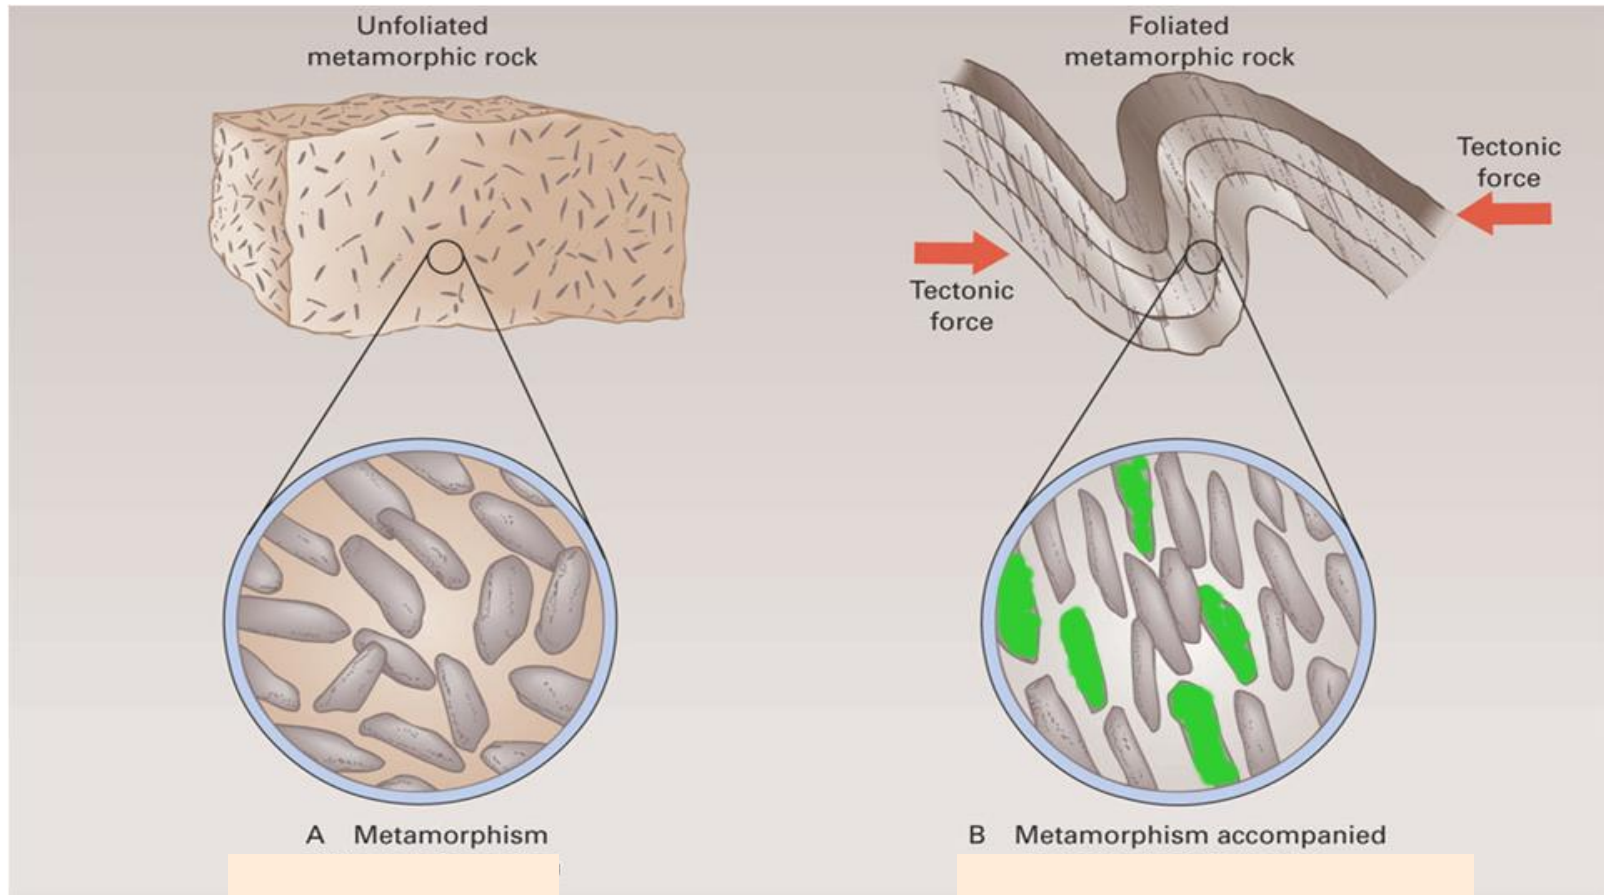 Unfoliated
metamorphic rock
Foliated
metamorphic rock
Tectonic
force
Tectonic
force
A Metamorphism
B Metamorphism accompanied